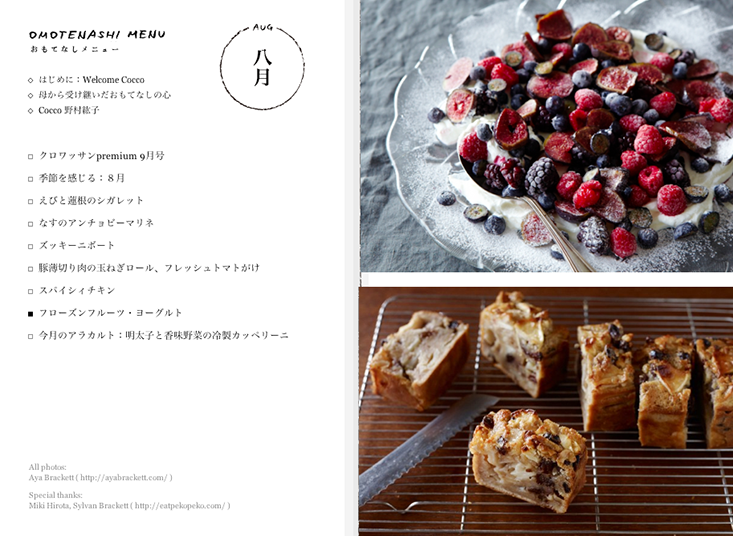 OMOTENASHI MENU
おもてなしメニュー
AUG
八月
◇ はじめに：Welcome Cocco
◇ 母から受け継いだおもてなしの心
◇ Cocco 野村紘子
□ クロワッサンpremium 9月号
□ 季節を感じる：８月
□ えびと蓮根のシガレット
□ なすのアンチョビーマリネ
□ ズッキーニボート
□ 豚薄切り肉の玉ねぎロール、フレッシュトマトがけ
□ スパイシィチキン
■ フローズンフルーツ・ヨーグルト
□ 今月のアラカルト：明太子と香味野菜の冷製カッペリーニ
All photos:
Aya Brackett ( http://ayabrackett.com/ )
Special thanks:
Miki Hirota, Sylvan Brackett ( http://eatpekopeko.com/ )